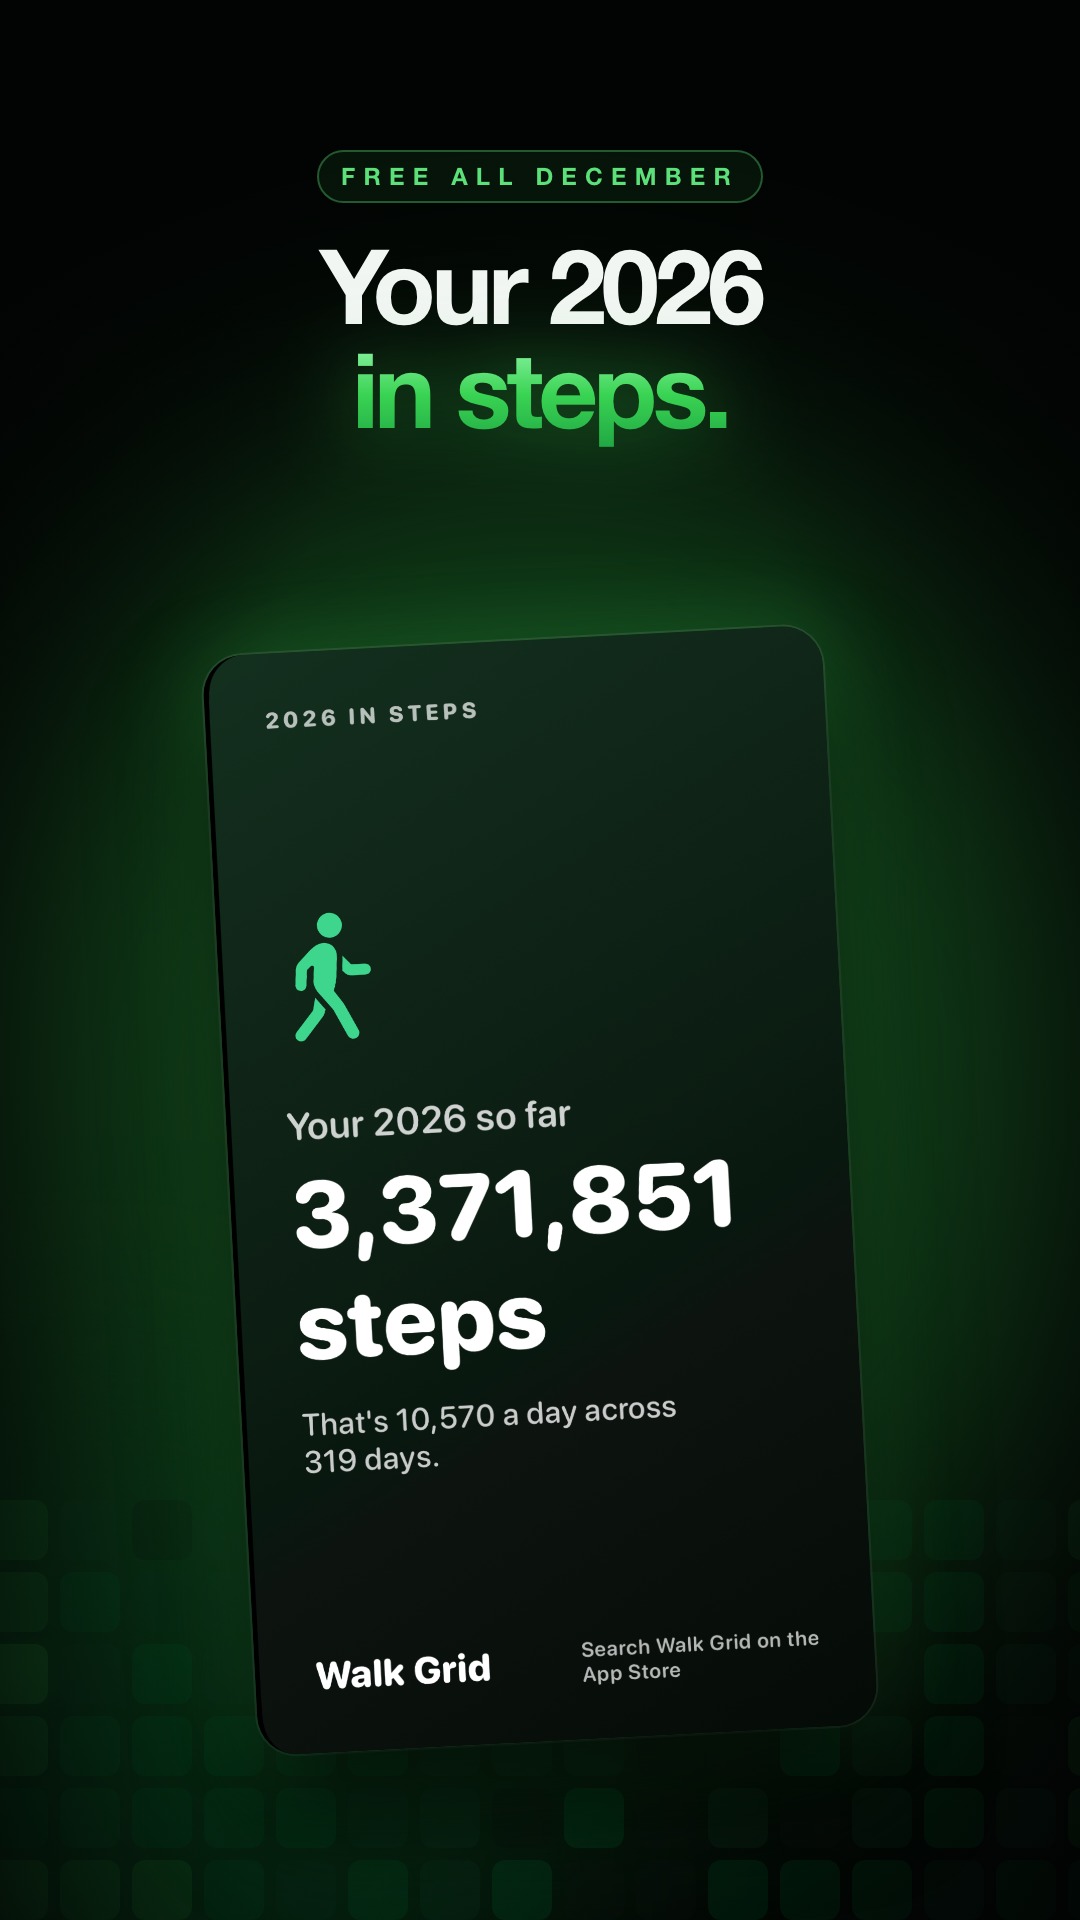 FREE ALL DECEMBER
Your 2026
in steps.
2026 IN STEPS
Your 2026 so far
3,371,851
steps
That's 10,570 a day across
319 days.
Walk Grid
Search Walk Grid on the
App Store